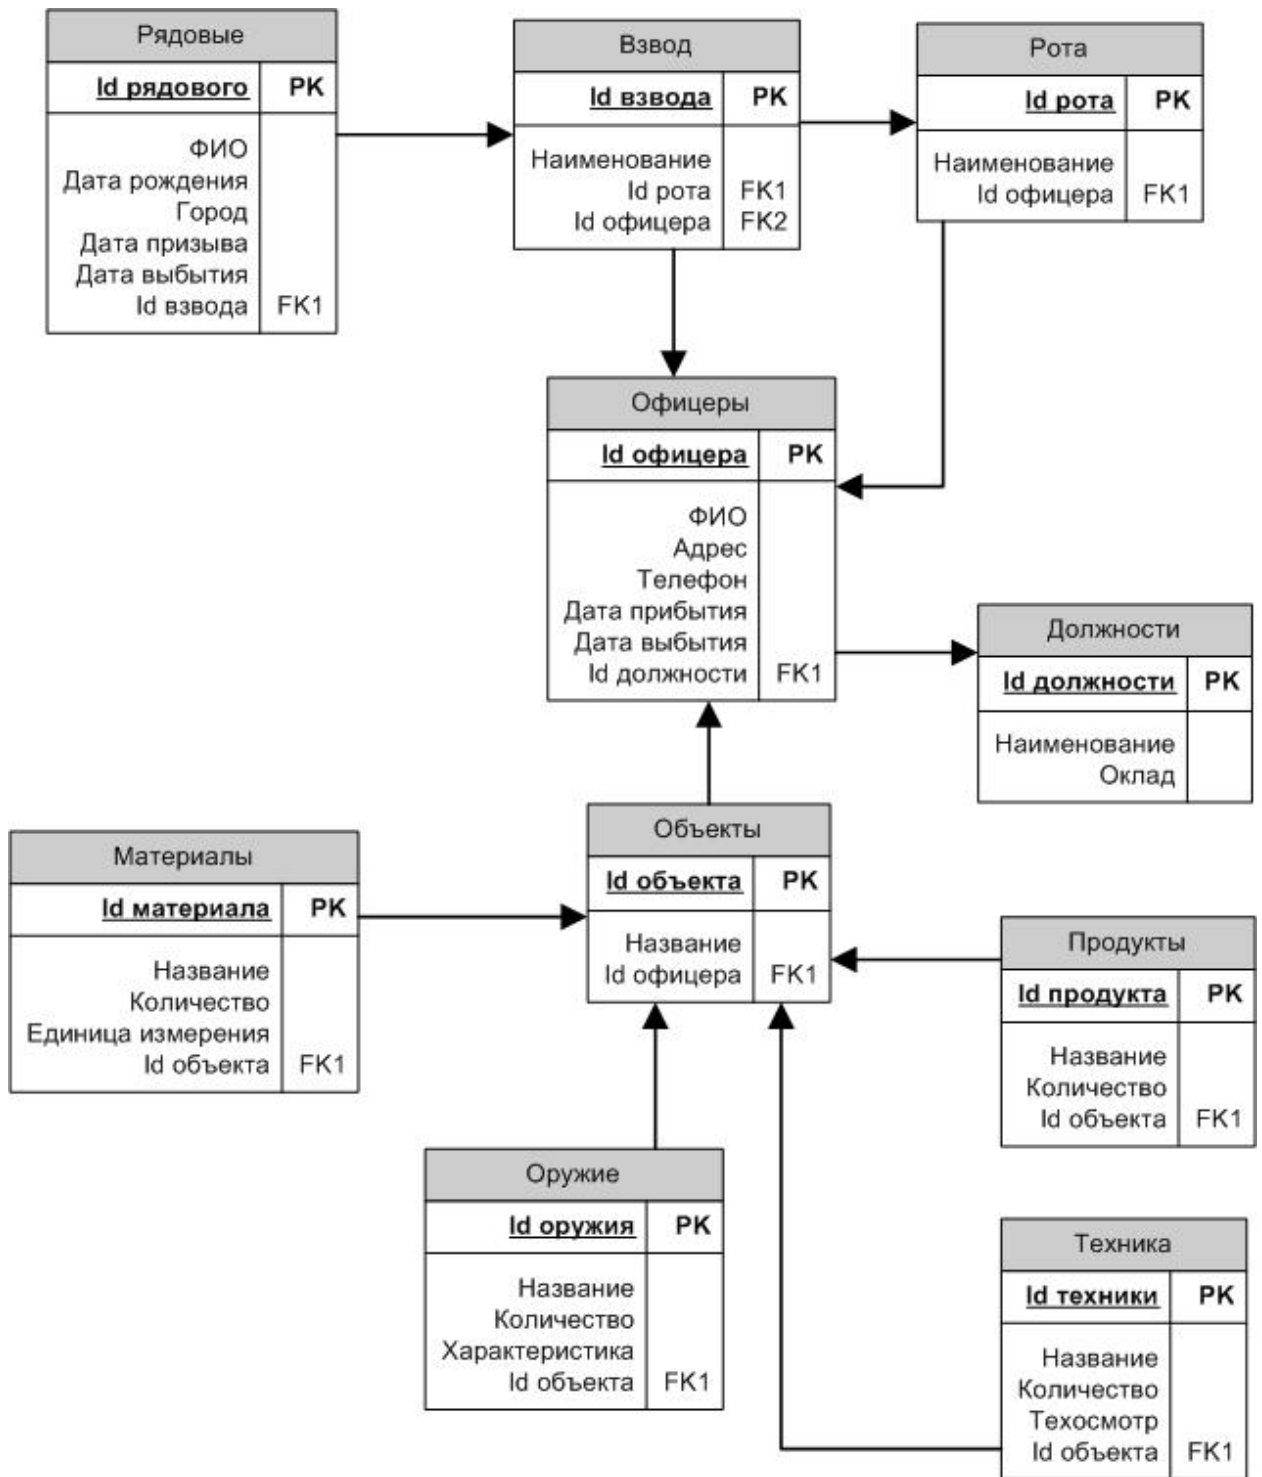 Рядовые
Id рядового PK
ФИО
Дата рождения
Город
Дата призыва
Дата выбытия
Id взвода FK1
Взвод
Id взвода PK
Наименование
Id рота FK1
Id офицера FK2
Рота
Id рота PK
Наименование
Id офицера FK1
Офицеры
Id офицера PK
ФИО
Адрес
Телефон
Дата прибытия
Дата выбытия
Id должности FK1
Должности
Id должности PK
Наименование
Оклад
Объекты
Id объекта PK
Название
Id офицера FK1
Материалы
Id материала PK
Название
Количество
Единица измерения
Id объекта FK1
Продукты
Id продукта PK
Название
Количество
Id объекта FK1
Оружие
Id оружия PK
Название
Количество
Характеристика
Id объекта FK1
Техника
Id техники PK
Название
Количество
Техосмотр
Id объекта FK1